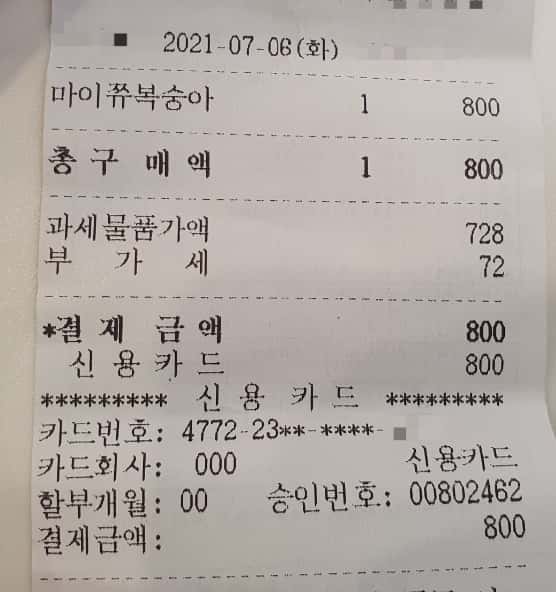 2021-07-06(화)
마이쮸복숭아 1 800
총 구 매 액 1 800
과세물품가액 728
부 가 세 72
*결 제 금 액 800
신 용 카 드 800
********* 신 용 카 드 *********
카드번호: 4772-23**-****-
카드회사: 000 신용카드
할부개월: 00 승인번호: 00802462
결제금액: 800